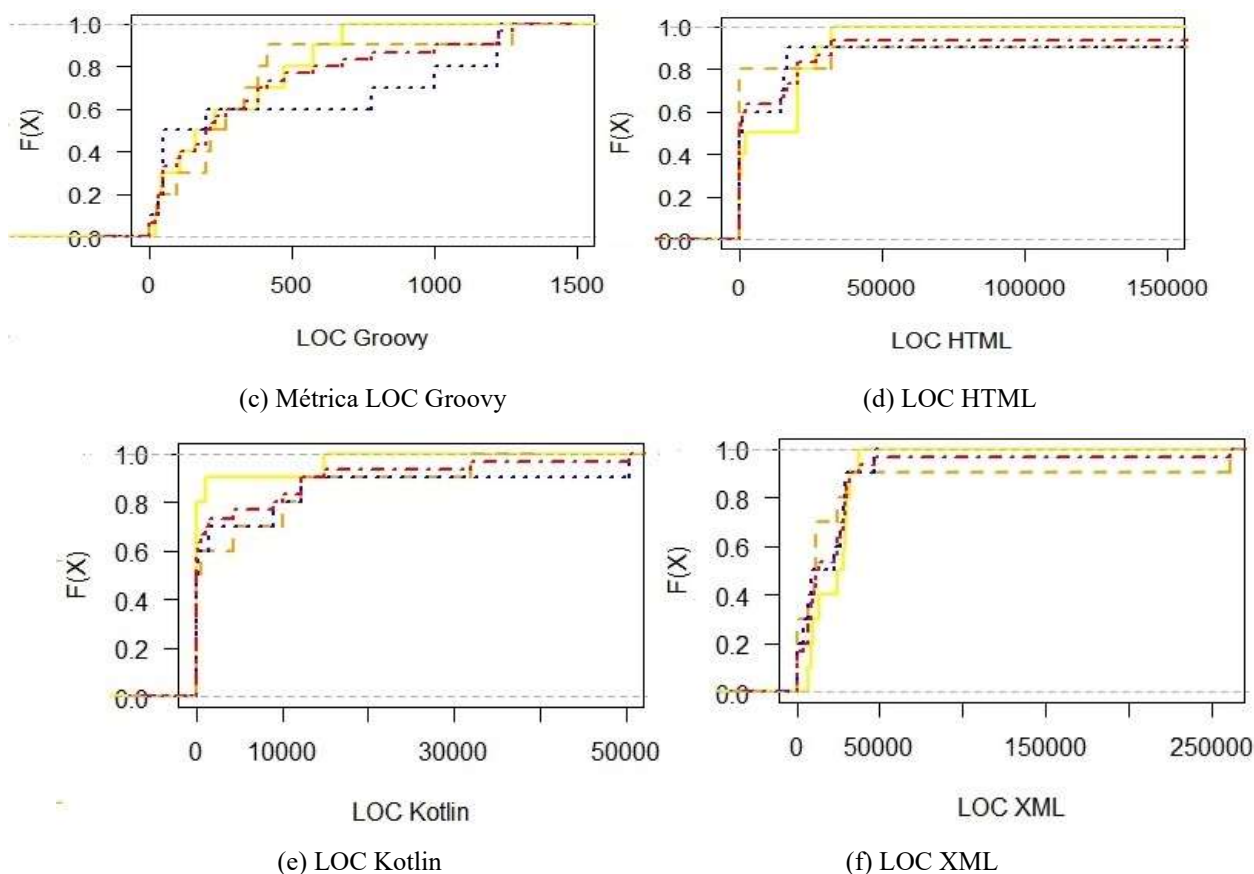 1.0
0.8
0.6
0.4
0.2
0.0
F(X)
0 500 1000 1500
LOC Groovy
(c) Métrica LOC Groovy
1.0
0.8
0.6
0.4
0.2
0.0
F(X)
0 50000 100000 150000
LOC HTML
(d) LOC HTML
1.0
0.8
0.6
0.4
0.2
0.0
F(X)
0 10000 30000 50000
LOC Kotlin
(e) LOC Kotlin
1.0
0.8
0.6
0.4
0.2
0.0
F(X)
0 50000 150000 250000
LOC XML
(f) LOC XML